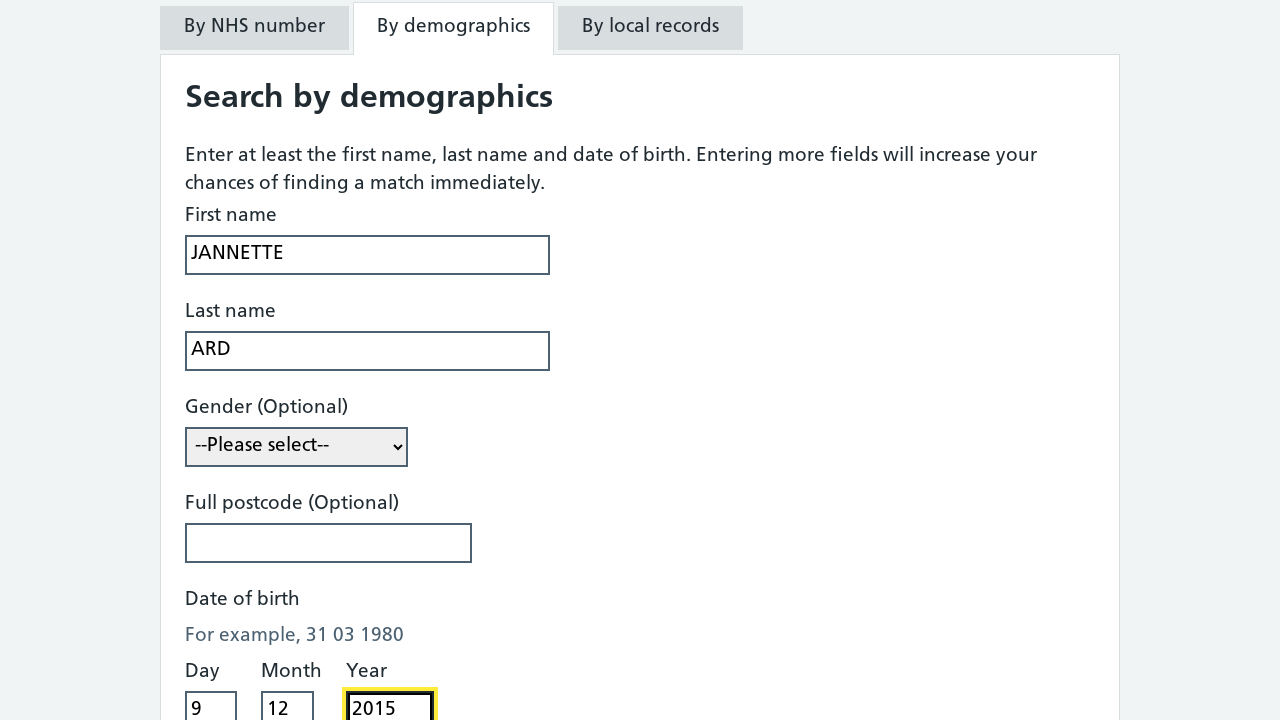 By NHS number
By demographics
By local records
Search by demographics
Enter at least the first name, last name and date of birth. Entering more fields will increase your
chances of finding a match immediately.
First name
JANNETTE
Last name
ARD
Gender (Optional)
--Please select--
Full postcode (Optional)
Date of birth
For example, 31 03 1980
Day Month Year
9 12 2015